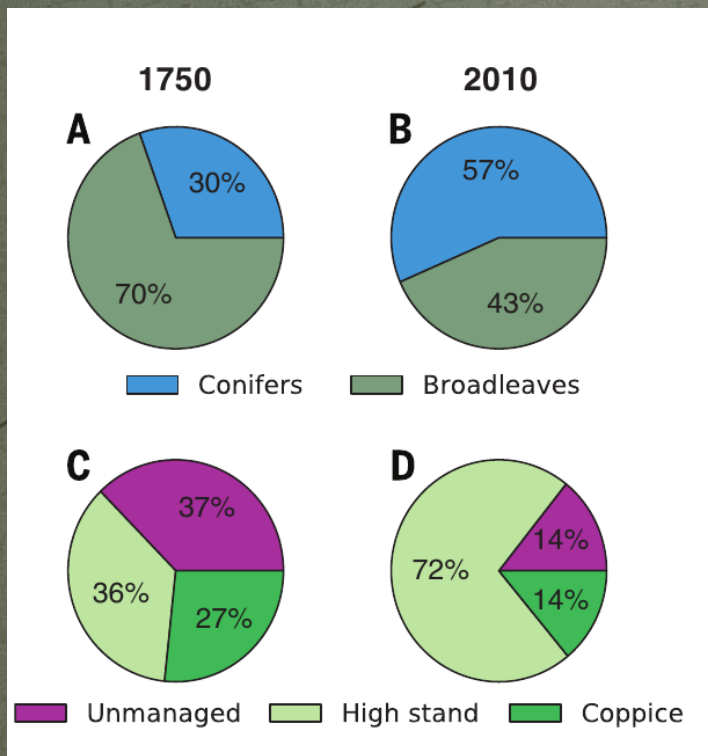 1750 2010
A B
30% 57%
70% 43%
Conifers Broadleaves
C D
37% 14%
36% 27% 72% 14%
Unmanaged High stand Coppice